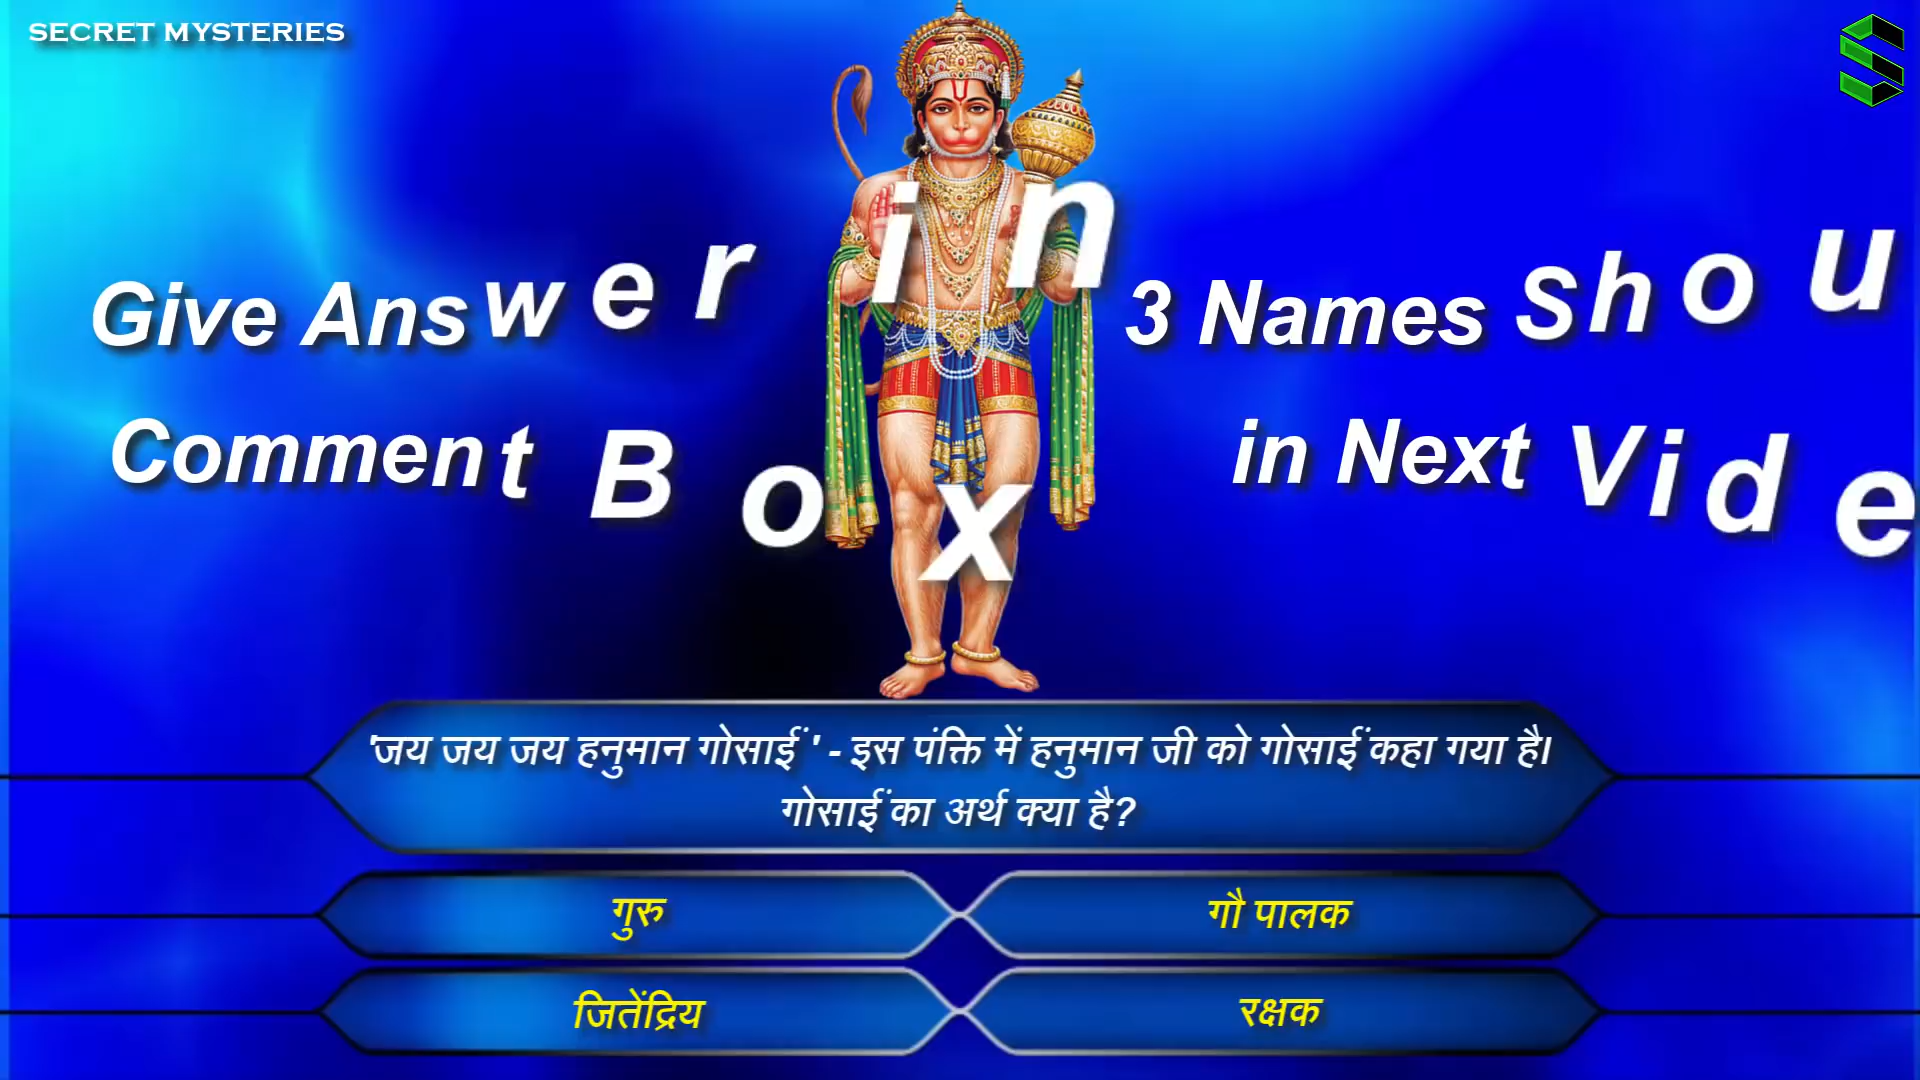 SECRET MYSTERIES
Give Answer in
Comment Box
3 Names Shou
in Next Vide
'जय जय जय हनुमान गोसाईं ' - इस पंक्ति में हनुमान जी को गोसाईं कहा गया है।
गोसाईं का अर्थ क्या है?
गुरु
गौ पालक
जितेंद्रिय
रक्षक